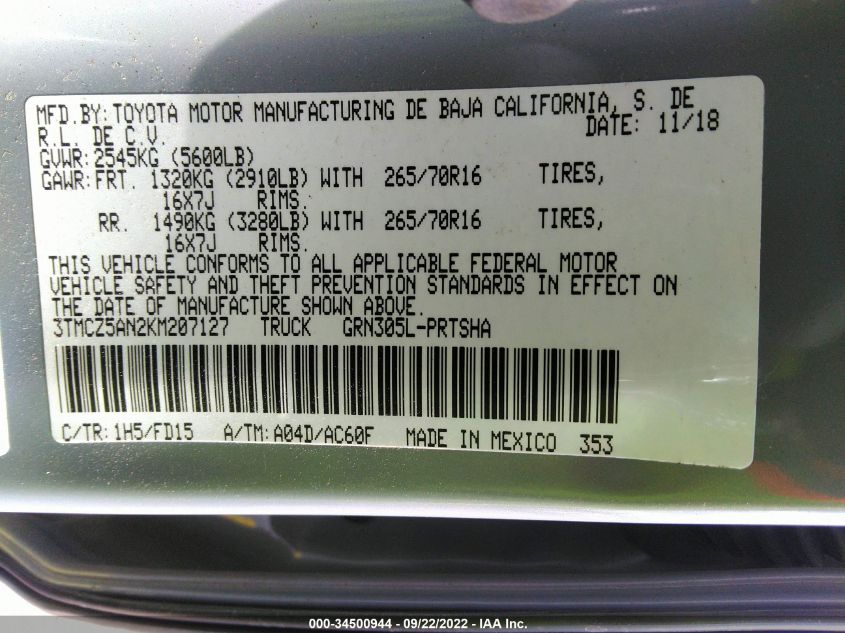 MFD.BY: TOYOTA MOTOR MANUFACTURING DE BAJA CALIFORNIA, S. DE
R.L. DE C.V. DATE: 11/18
GVWR: 2545KG (5600LB)
GAWR: FRT. 1320KG (2910LB) WITH 265/70R16 TIRES,
16X7J RIMS.
RR. 1490KG (3280LB) WITH 265/70R16 TIRES,
16X7J RIMS.
THIS VEHICLE CONFORMS TO ALL APPLICABLE FEDERAL MOTOR
VEHICLE SAFETY AND THEFT PREVENTION STANDARDS IN EFFECT ON
THE DATE OF MANUFACTURE SHOWN ABOVE.
3TMCZ5AN2KM207127 TRUCK GRN305L-PRTSHA
C/TR: 1H5/FD15 A/TM: A04D/AC60F MADE IN MEXICO 353
000-34500944 - 09/22/2022 - IAA Inc.